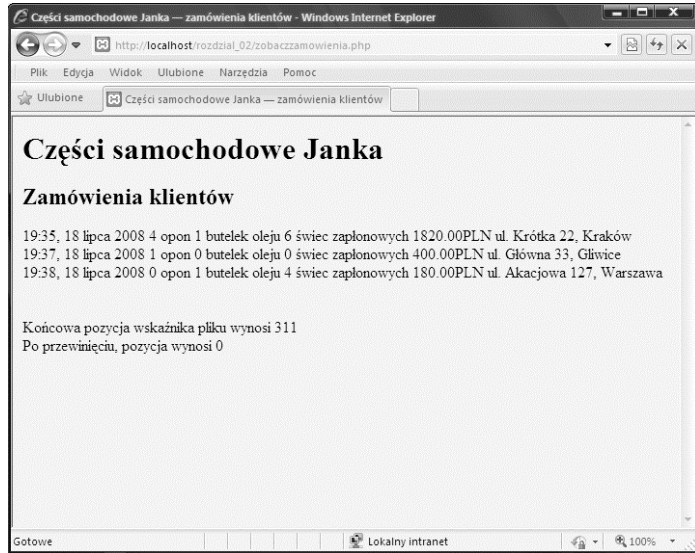 Części samochodowe Janka — zamówienia klientów - Windows Internet Explorer
http://localhost/rozdzial_02/zobaczzamowienia.php
Plik Edycja Widok Ulubione Narzędzia Pomoc
Ulubione Części samochodowe Janka — zamówienia klientów
Części samochodowe Janka
Zamówienia klientów
19:35, 18 lipca 2008 4 opon 1 butelek oleju 6 świec zapłonowych 1820.00PLN ul. Krótka 22, Kraków
19:37, 18 lipca 2008 1 opon 0 butelek oleju 0 świec zapłonowych 400.00PLN ul. Główna 33, Gliwice
19:38, 18 lipca 2008 0 opon 1 butelek oleju 4 świec zapłonowych 180.00PLN ul. Akacjowa 127, Warszawa
Końcowa pozycja wskaźnika pliku wynosi 311
Po przewinięciu, pozycja wynosi 0
Gotowe Lokalny intranet 100%